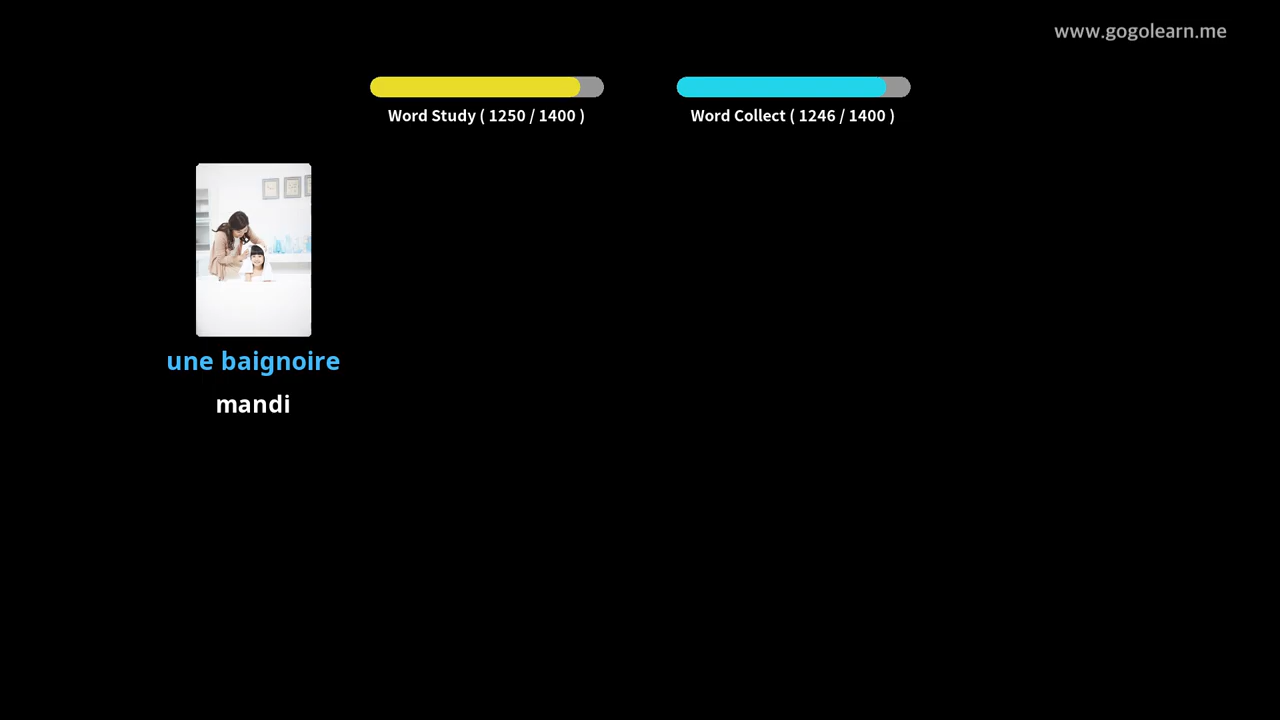 www.gogolearn.me
Word Study ( 1250 / 1400 )
Word Collect ( 1246 / 1400 )
une baignoire
mandi